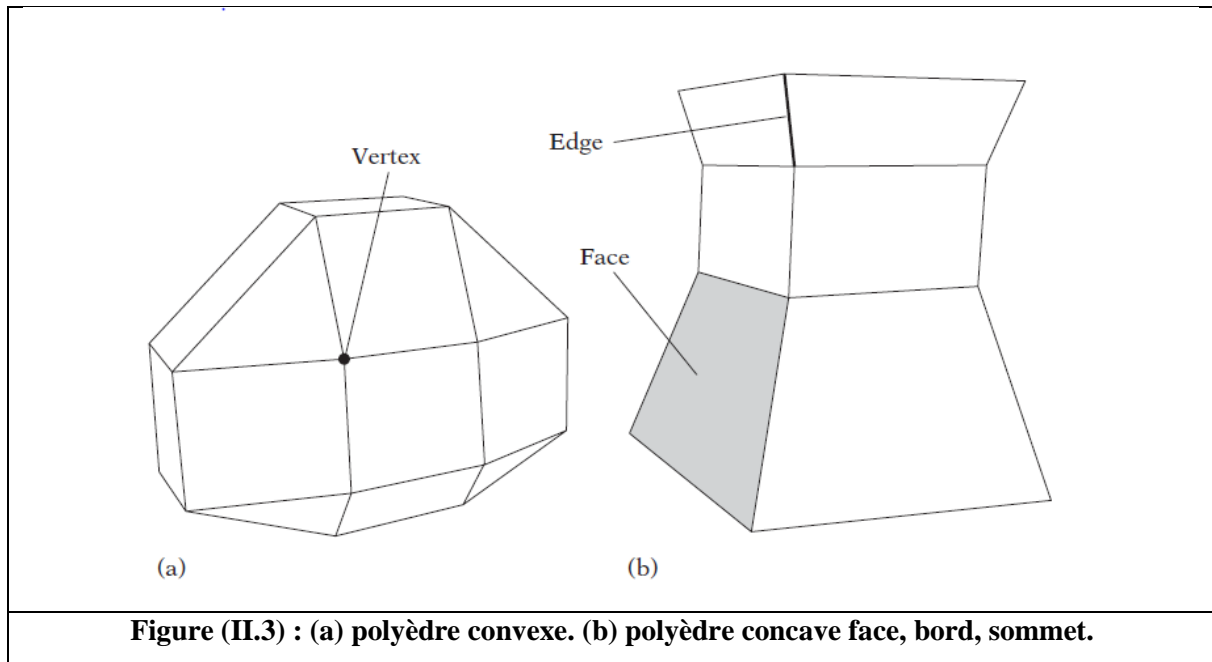 Vertex
Edge
Face
(a)
(b)
Figure (II.3) : (a) polyèdre convexe. (b) polyèdre concave face, bord, sommet.